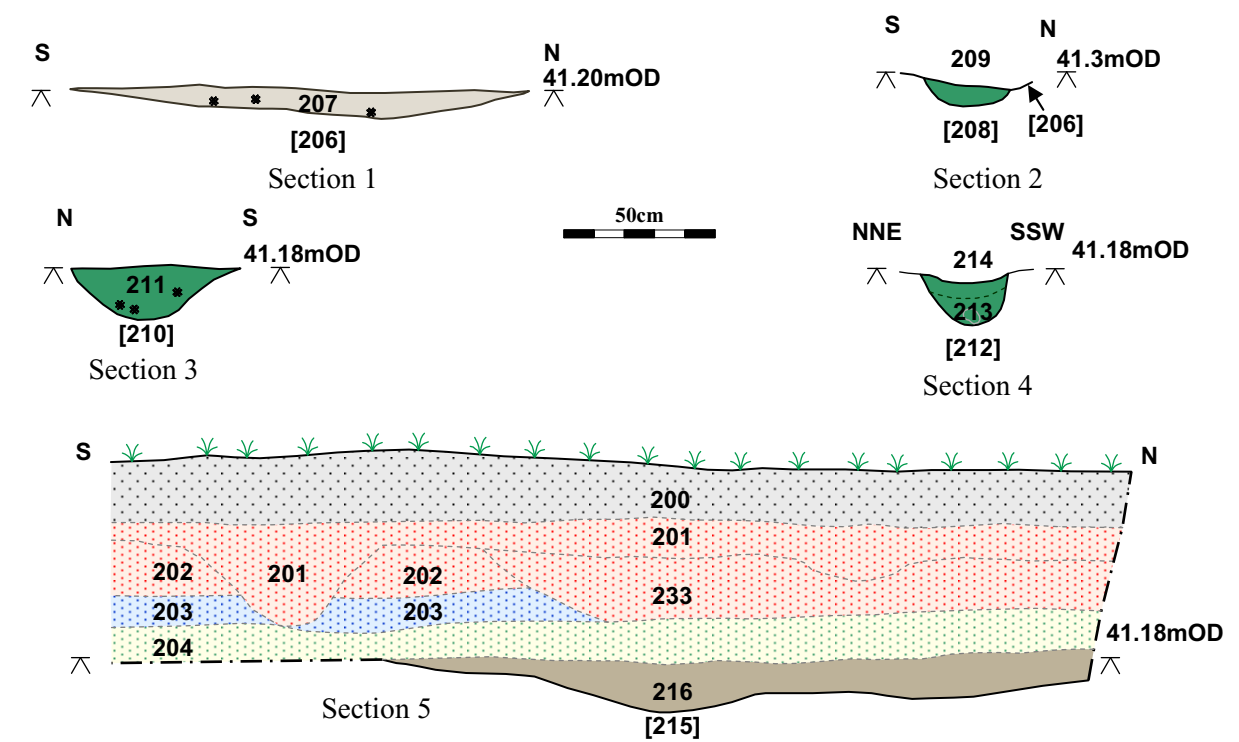 S
N
41.20mOD
207
[206]
Section 1
S
N
209
41.3mOD
[208]
[206]
Section 2
N
S
41.18mOD
211
[210]
Section 3
50cm
NNE
SSW
41.18mOD
214
213
[212]
Section 4
S
N
200
201
202
201
202
233
203
203
204
41.18mOD
216
[215]
Section 5